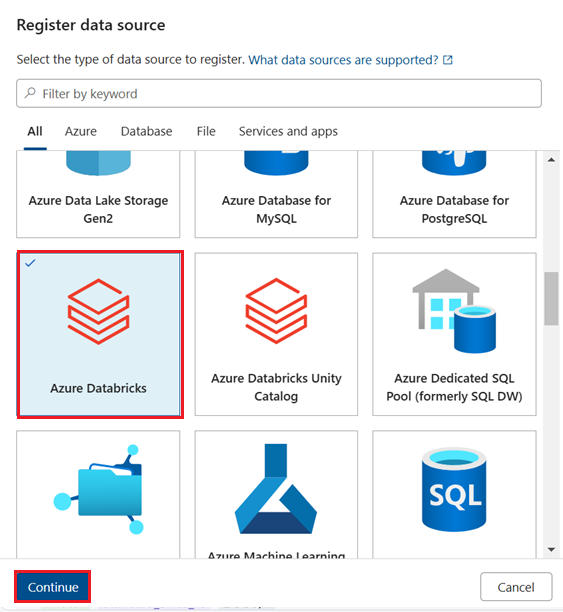 Register data source
Select the type of data source to register. What data sources are supported?
Filter by keyword
All Azure Database File Services and apps
Azure Data Lake Storage
Gen2
Azure Database for
MySQL
Azure Database for
PostgreSQL
Azure Databricks
Azure Databricks Unity
Catalog
Azure Dedicated SQL
Pool (formerly SQL DW)
SQL
Azure Machine Learning
Continue
Cancel